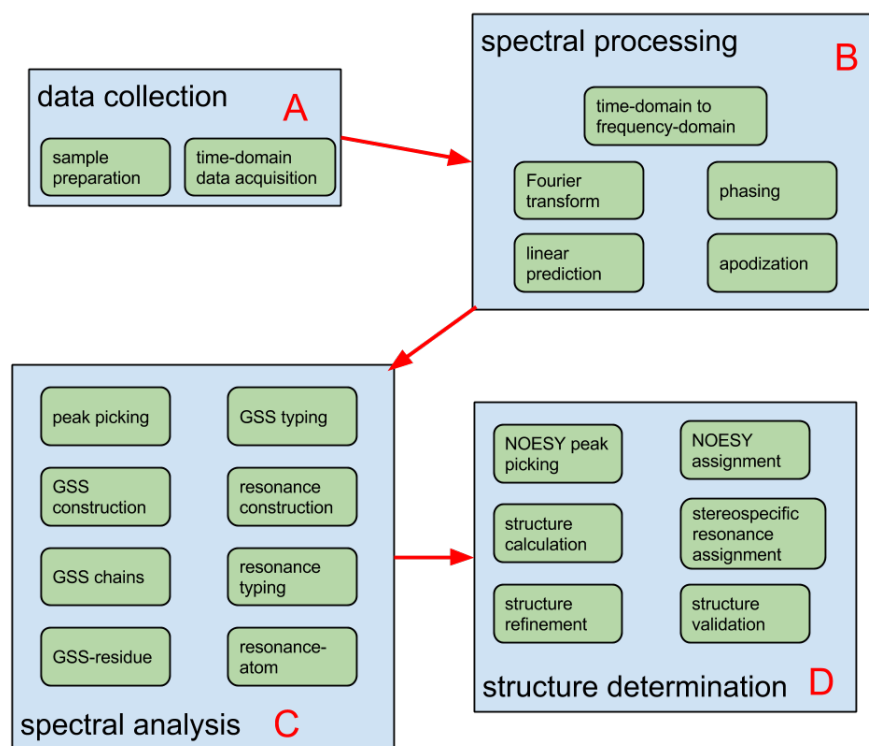 data collection
A
sample
preparation
time-domain
data acquisition
spectral processing
B
time-domain to
frequency-domain
Fourier
transform
phasing
linear
prediction
apodization
peak picking
GSS typing
GSS
construction
resonance
construction
GSS chains
resonance
typing
GSS-residue
resonance-
atom
spectral analysis
C
NOESY peak
picking
NOESY
assignment
structure
calculation
stereospecific
resonance
assignment
structure
refinement
structure
validation
structure determination
D